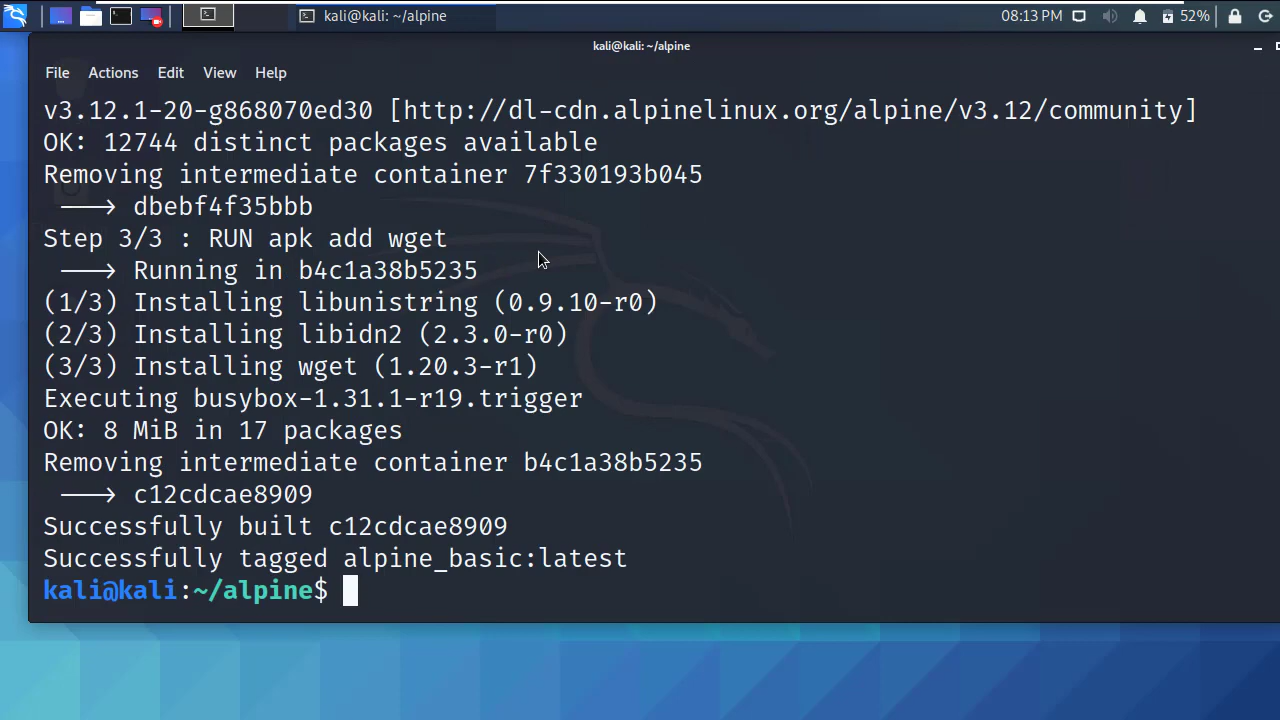 kali@kali: ~/alpine
08:13 PM
52%
kali@kali: ~/alpine
File Actions Edit View Help
v3.12.1-20-g868070ed30 [http://dl-cdn.alpinelinux.org/alpine/v3.12/community]
OK: 12744 distinct packages available
Removing intermediate container 7f330193b045
 ---> dbebf4f35bbb
Step 3/3 : RUN apk add wget
 ---> Running in b4c1a38b5235
(1/3) Installing libunistring (0.9.10-r0)
(2/3) Installing libidn2 (2.3.0-r0)
(3/3) Installing wget (1.20.3-r1)
Executing busybox-1.31.1-r19.trigger
OK: 8 MiB in 17 packages
Removing intermediate container b4c1a38b5235
 ---> c12cdcae8909
Successfully built c12cdcae8909
Successfully tagged alpine_basic:latest
kali@kali:~/alpine$